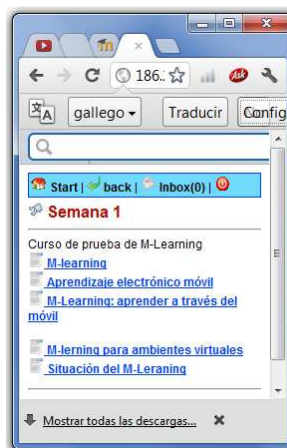 186.:
Ask
gallego
Traducir
Config
Start | back | Inbox(0) |
Semana 1
Curso de prueba de M-Learning
M-learning
Aprendizaje electrónico móvil
M-Learning: aprender a través del
móvil
M-lerning para ambientes virtuales
Situación del M-Leraning
Mostrar todas las descargas...